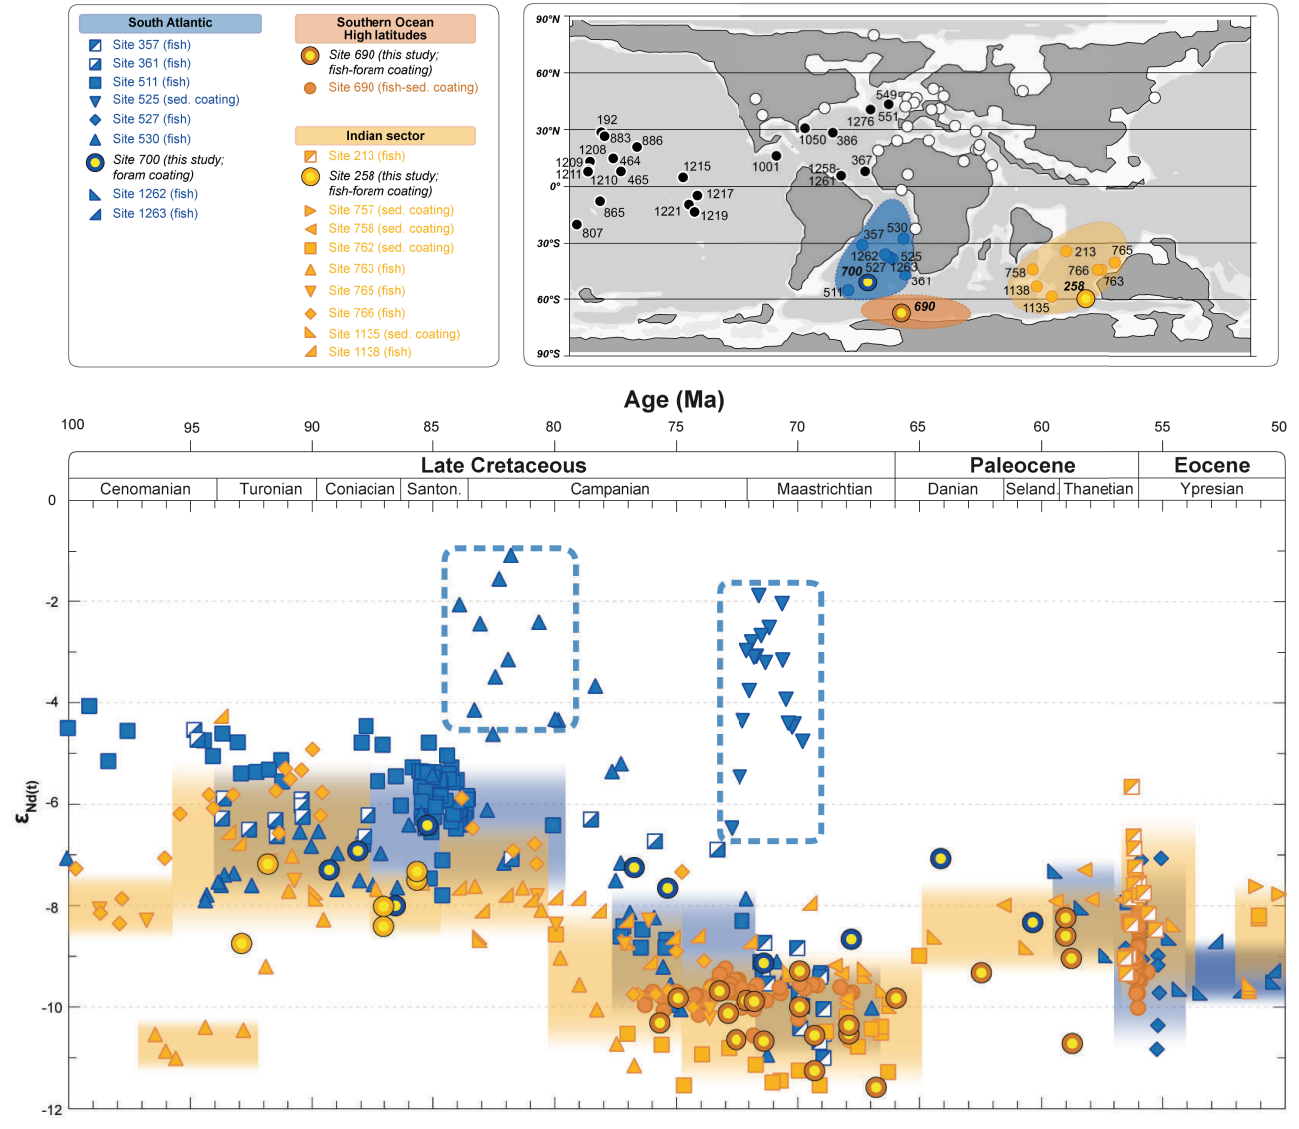 South Atlantic
Site 357 (fish)
Site 361 (fish)
Site 511 (fish)
Site 525 (sed. coating)
Site 527 (fish)
Site 530 (fish)
Site 700 (this study;
foram coating)
Site 1262 (fish)
Site 1263 (fish)
Southern Ocean
High latitudes
Site 690 (this study;
fish-foram coating)
Site 690 (fish-sed. coating)
Indian sector
Site 213 (fish)
Site 258 (this study;
fish-foram coating)
Site 757 (sed. coating)
Site 758 (sed. coating)
Site 762 (sed. coating)
Site 763 (fish)
Site 765 (fish)
Site 766 (fish)
Site 1135 (sed. coating)
Site 1138 (fish)
90°N
60°N
30°N
0°
30°S
60°S
90°S
192
883
886
1208
1209
464
1211
1210
465
1215
865
1217
1221
1219
807
549
551
1276
1050
386
1001
367
1258-
1261
530
357
1262
525
527
1263
700
361
511
690
213
765
758
766
763
1138
258
1135
Age (Ma)
100 95 90 85 80 75 70 65 60 55 50
Late Cretaceous Paleocene Eocene
Cenomanian Turonian Coniacian Santon. Campanian Maastrichtian Danian Seland. Thanetian Ypresian
0
-2
-4
-6
-8
-10
-12
εNd(t)